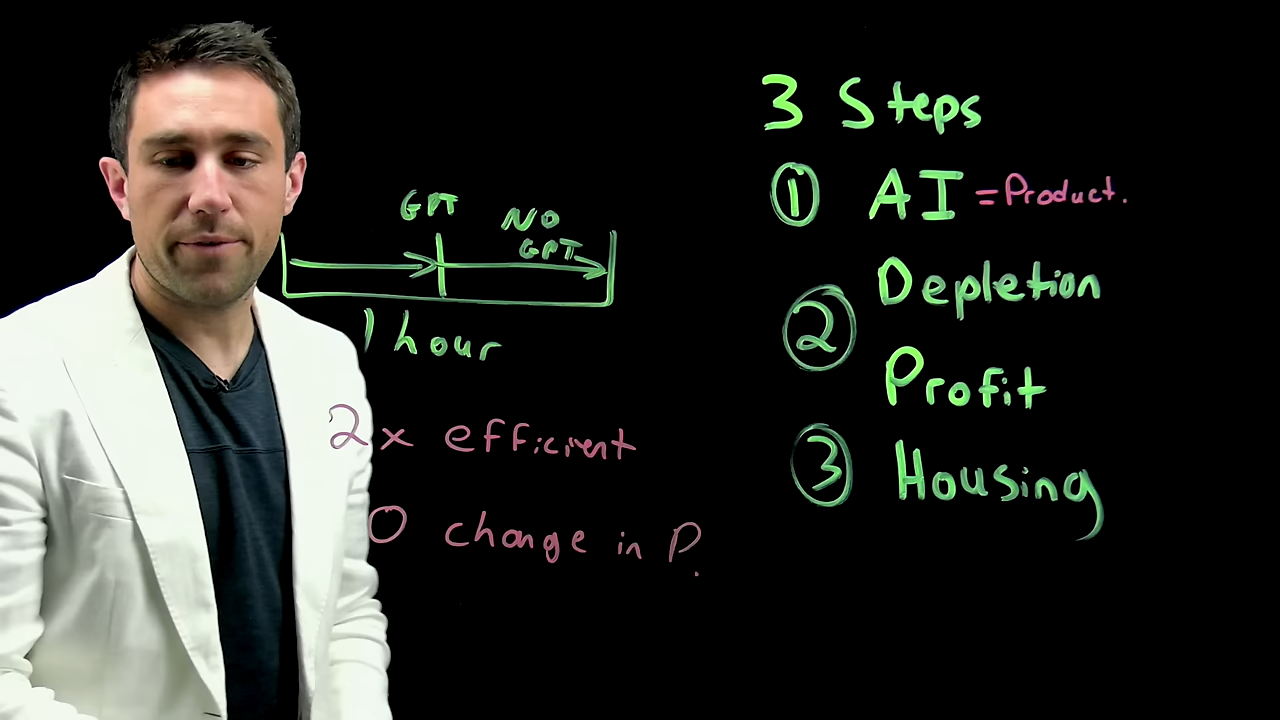 GPT
NO
GPT
1 hour
2x efficient
0 change in P.
3 Steps
① AI = Product.
② Depletion
Profit
③ Housing